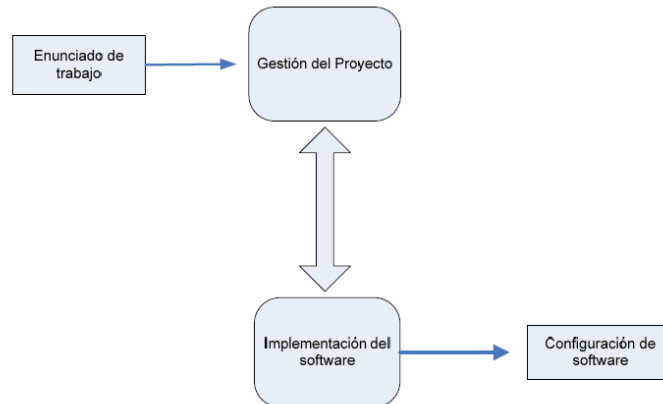 Enunciado de
trabajo
Gestión del Proyecto
Implementación del
software
Configuración de
software